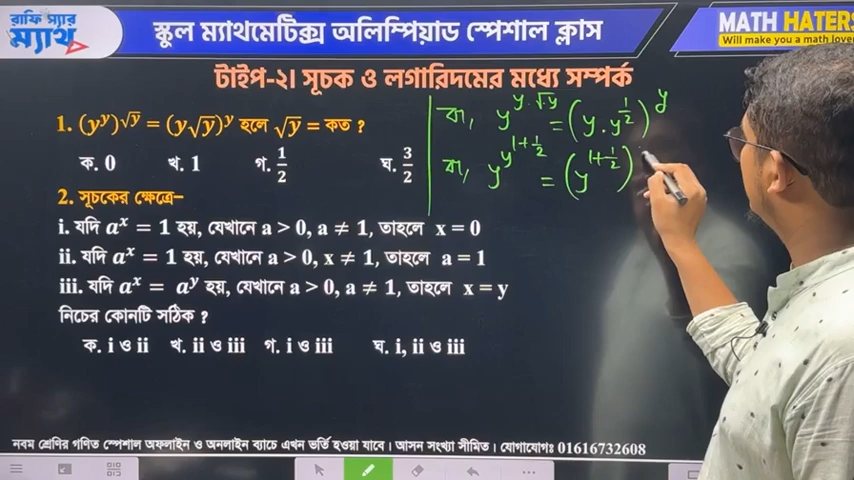 রাফি স্যার
ম্যাথ
স্কুল ম্যাথমেটিক্স অলিম্পিয়াড স্পেশাল ক্লাস
MATH HATERS
Will make you a math lover
টাইপ-২। সূচক ও লগারিদমের মধ্যে সম্পর্ক
1. (y^y)^√y = (y√y)^y হলে √y = কত ?
ক. 0 খ. 1 গ. 1/2 ঘ. 3/2
বা, y^(y·√y) = (y·y^(1/2))^y
বা, y^(y^(1+1/2)) = (y^(1+1/2))
2. সূচকের ক্ষেত্রে–
i. যদি a^x = 1 হয়, যেখানে a > 0, a ≠ 1, তাহলে x = 0
ii. যদি a^x = 1 হয়, যেখানে a > 0, x ≠ 1, তাহলে a = 1
iii. যদি a^x = a^y হয়, যেখানে a > 0, a ≠ 1, তাহলে x = y
নিচের কোনটি সঠিক ?
ক. i ও ii খ. ii ও iii গ. i ও iii ঘ. i, ii ও iii
নবম শ্রেণির গণিত স্পেশাল অফলাইন ও অনলাইন ব্যাচে এখন ভর্তি হওয়া যাবে। আসন সংখ্যা সীমিত। যোগাযোগঃ 01616732608